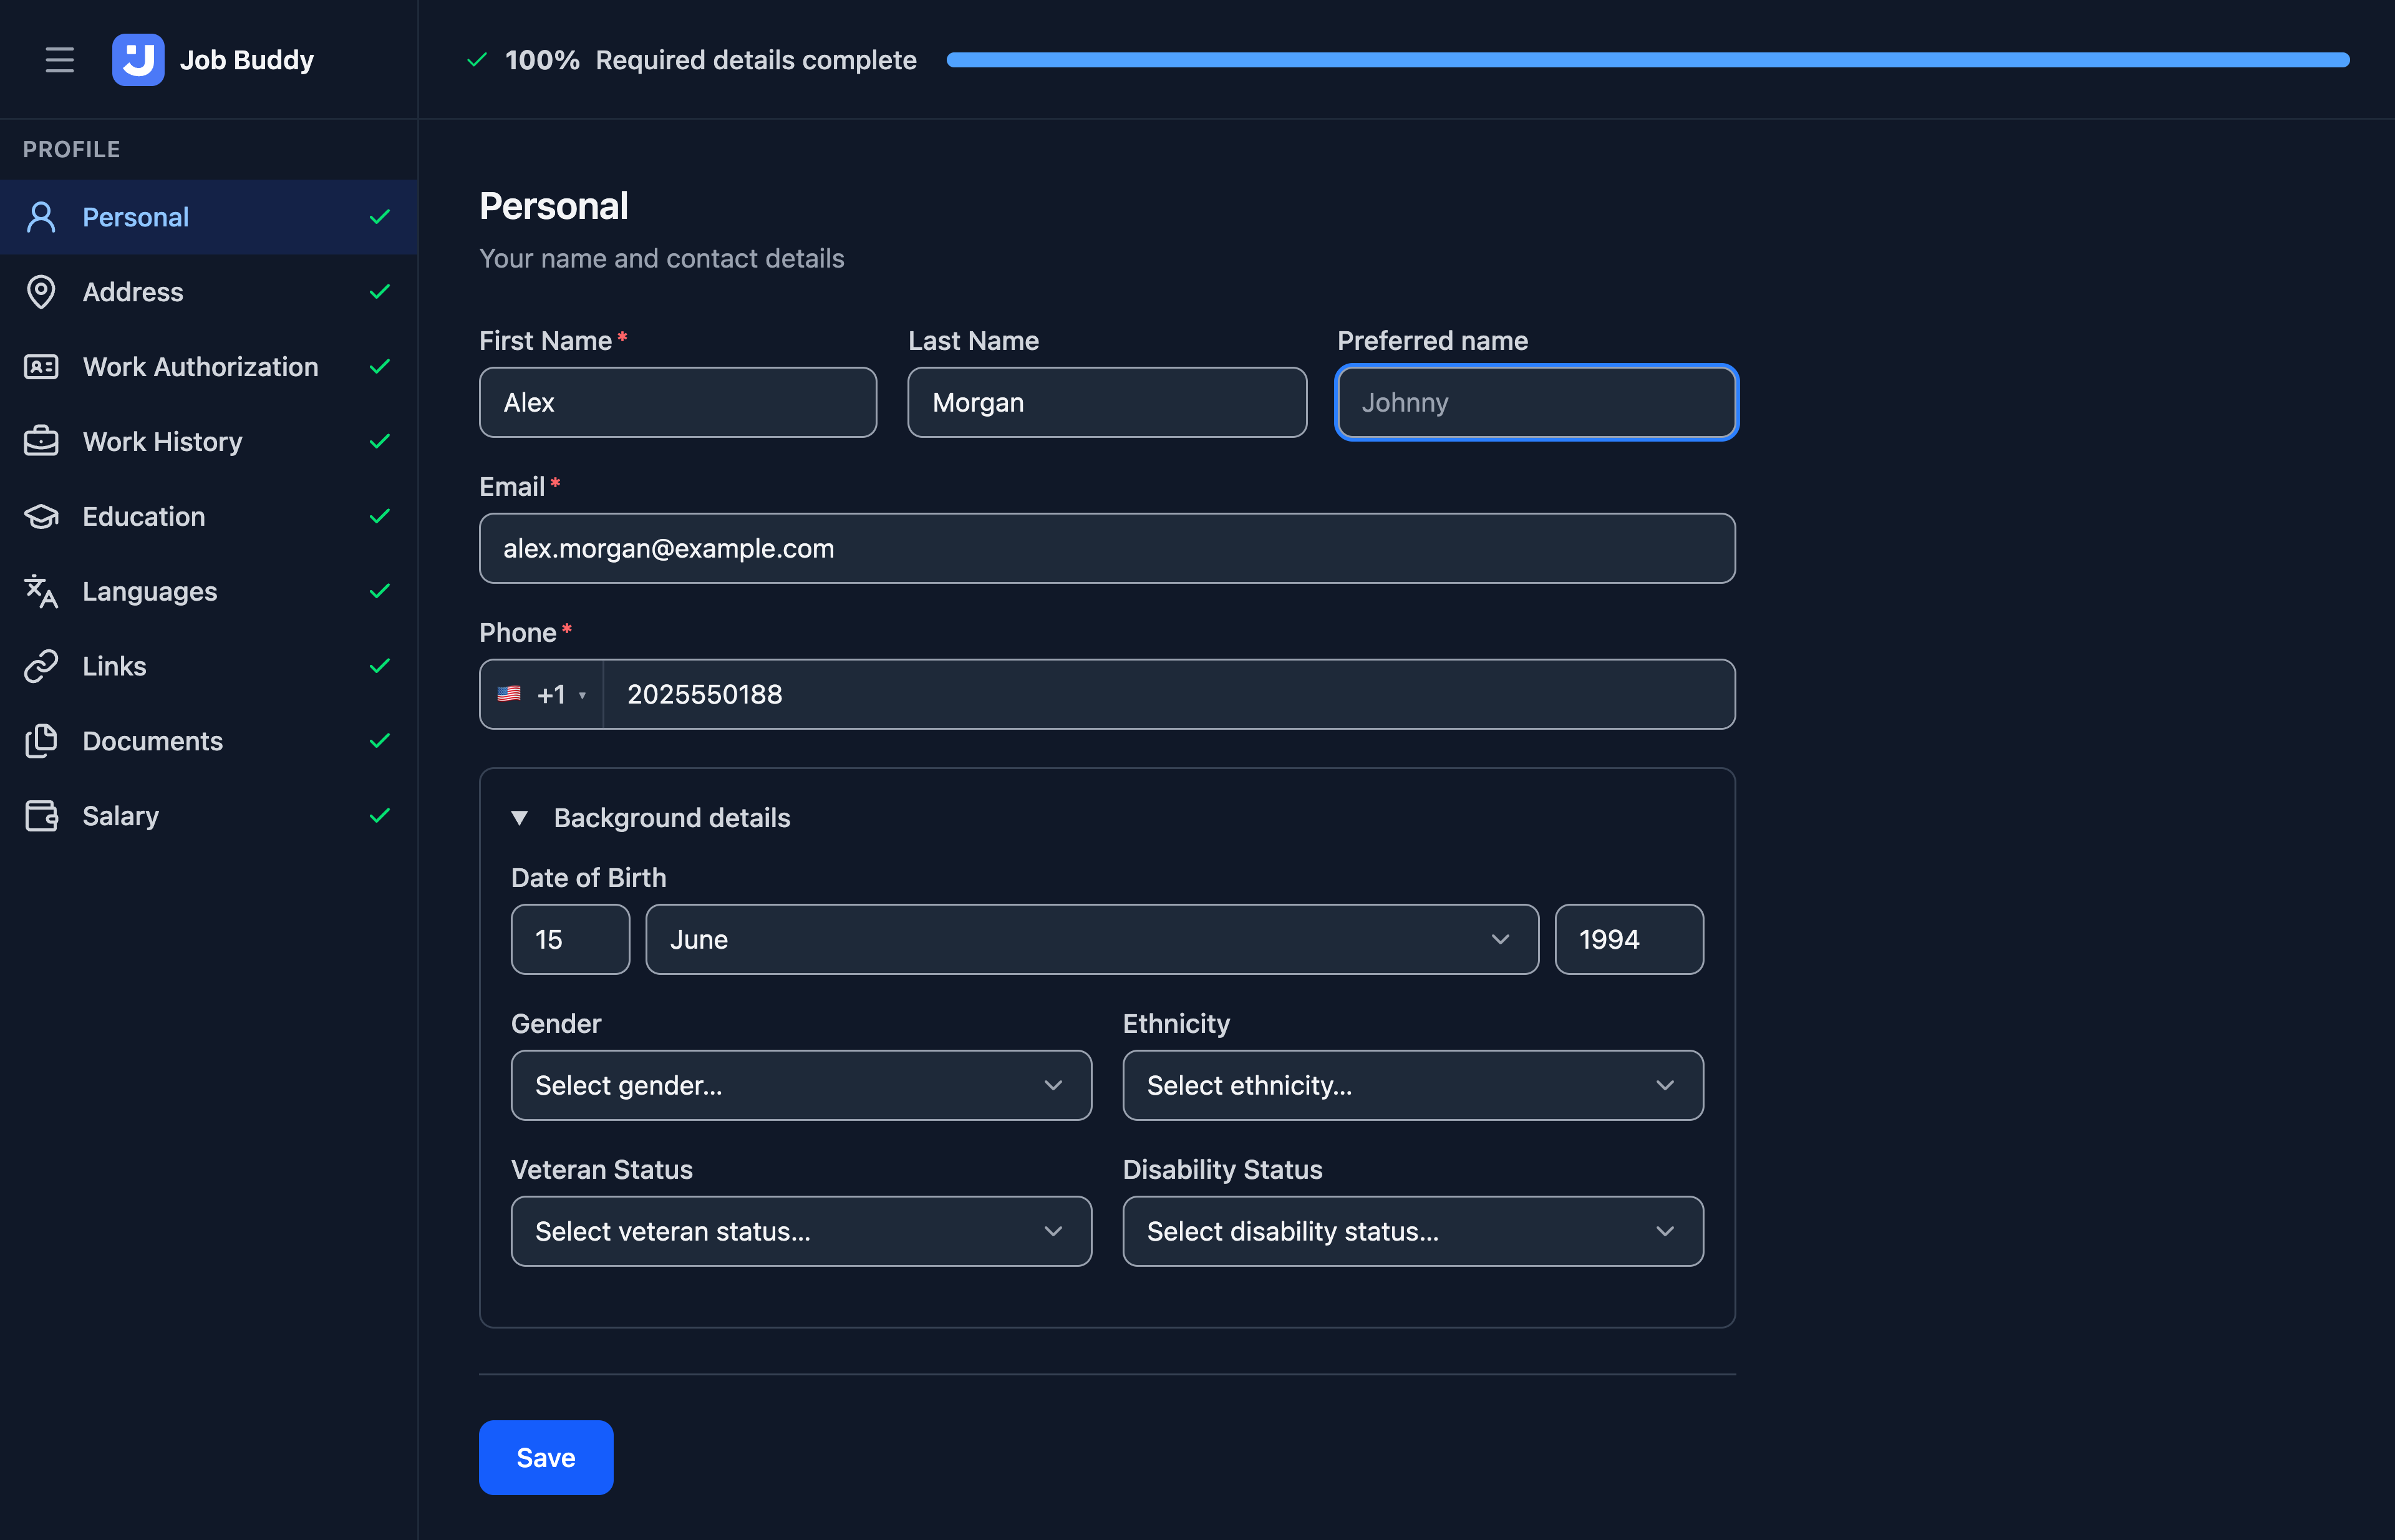 Job Buddy
100% Required details complete
PROFILE
Personal
Address
Work Authorization
Work History
Education
Languages
Links
Documents
Salary
Personal
Your name and contact details
First Name* Last Name Preferred name
Alex Morgan Johnny
Email*
alex.morgan@example.com
Phone*
+1 ▾ 2025550188
▼ Background details
Date of Birth
15 June 1994
Gender Ethnicity
Select gender... Select ethnicity...
Veteran Status Disability Status
Select veteran status... Select disability status...
Save